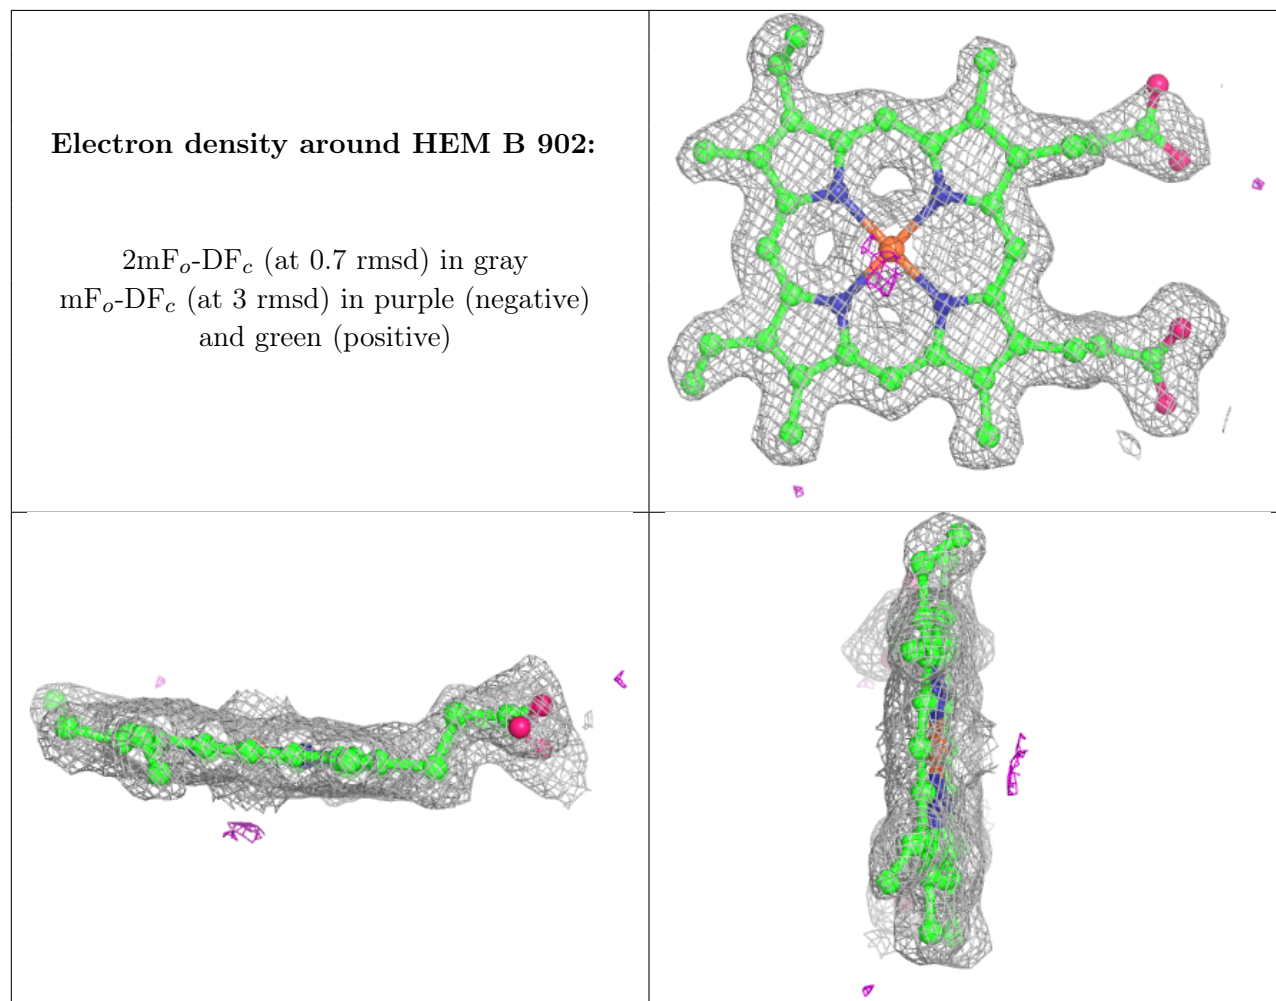 Electron density around HEM B 902:
2mFo-DFc (at 0.7 rmsd) in gray
mFo-DFc (at 3 rmsd) in purple (negative)
and green (positive)